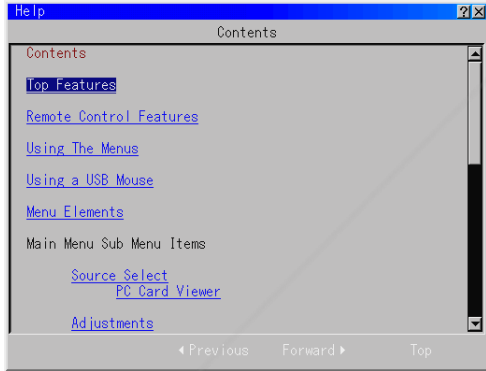 Help
Contents
Contents
Top Features
Remote Control Features
Using The Menus
Using a USB Mouse
Menu Elements
Main Menu Sub Menu Items
Source Select
PC Card Viewer
Adjustments
Previous Forward Top